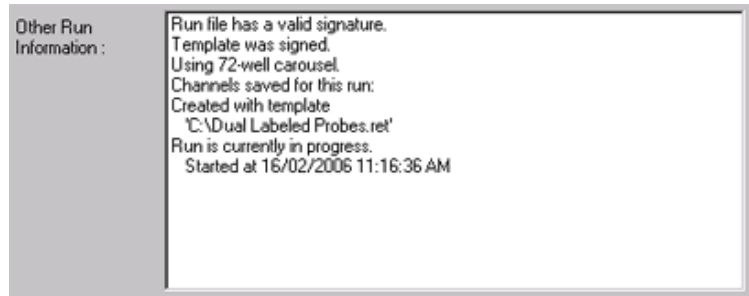 Other Run
Information :
Run file has a valid signature.
Template was signed.
Using 72-well carousel.
Channels saved for this run:
Created with template
'C:\Dual Labeled Probes.ret'
Run is currently in progress.
Started at 16/02/2006 11:16:36 AM